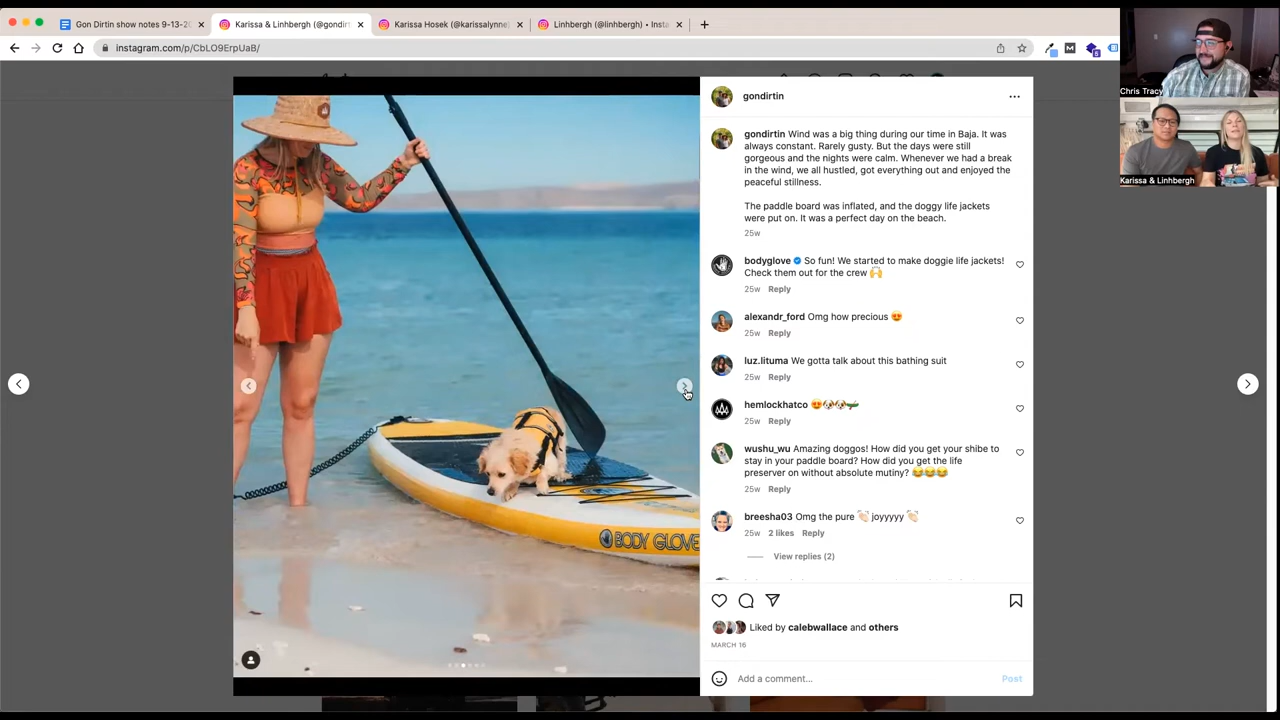 Gon Dirtin show notes 9-13-20
Karissa & Linhbergh (@gondirt
Karissa Hosek (@karissalynne)
Linhbergh (@linhbergh) • Insta
instagram.com/p/CbLO9ErpUaB/
Chris Tracy
Karissa & Linhbergh
BODY GLOVE
gondirtin
gondirtin Wind was a big thing during our time in Baja. It was
always constant. Rarely gusty. But the days were still
gorgeous and the nights were calm. Whenever we had a break
in the wind, we all hustled, got everything out and enjoyed the
peaceful stillness.
The paddle board was inflated, and the doggy life jackets
were put on. It was a perfect day on the beach.
25w
bodyglove So fun! We started to make doggie life jackets!
Check them out for the crew 🙌
25w Reply
alexandr_ford Omg how precious 😍
25w Reply
luz.lituma We gotta talk about this bathing suit
25w Reply
hemlockhatco 😍🐶🐶🛶
25w Reply
wushu_wu Amazing doggos! How did you get your shibe to
stay in your paddle board? How did you get the life
preserver on without absolute mutiny? 😂😂😂
25w Reply
breesha03 Omg the pure 👏🏻 joyyyyy 👏🏻
25w 2 likes Reply
View replies (2)
Liked by calebwallace and others
MARCH 16
Add a comment...
Post